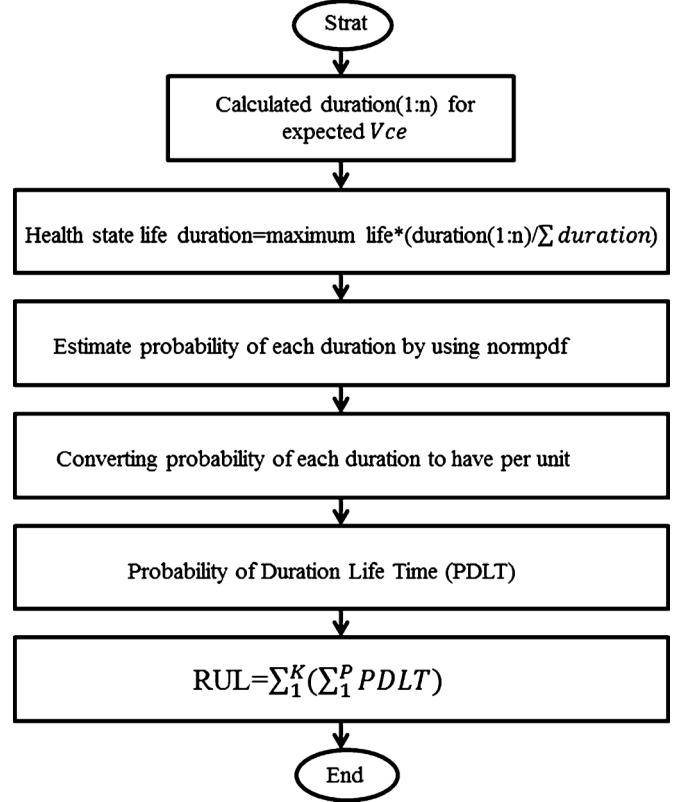 Strat
Calculated duration(1:n) for
expected Vce
Health state life duration=maximum life*(duration(1:n)/∑ duration)
Estimate probability of each duration by using normpdf
Converting probability of each duration to have per unit
Probability of Duration Life Time (PDLT)
RUL=∑₁ᴷ(∑₁ᴾ PDLT)
End